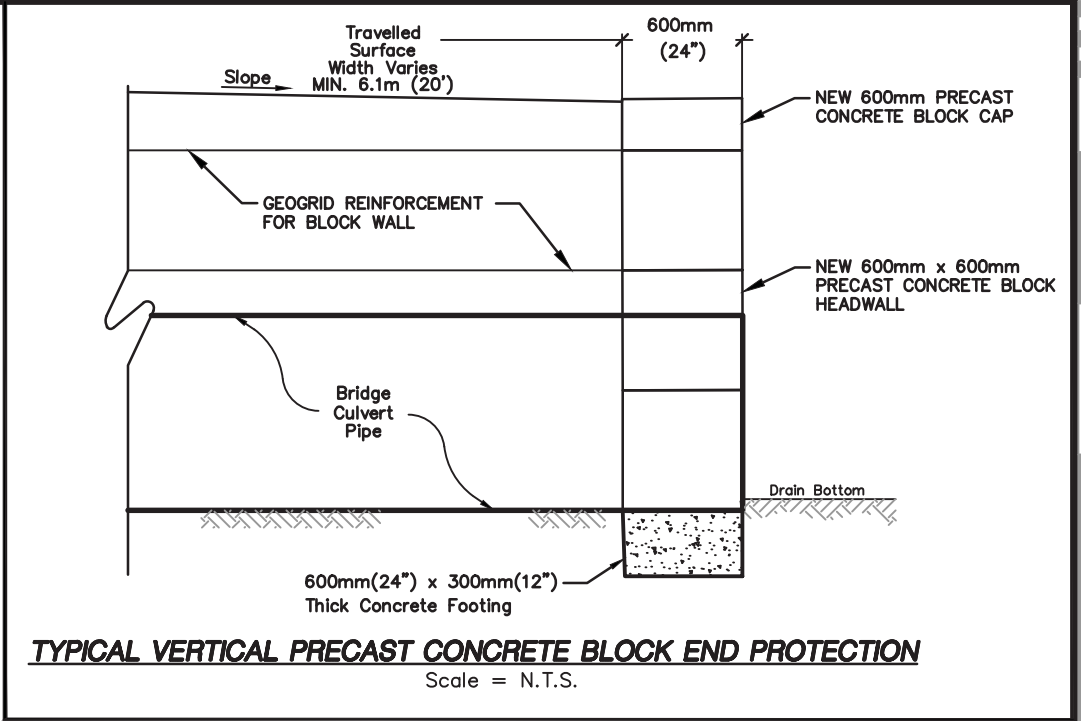 Travelled
Surface
Width Varies
MIN. 6.1m (20')
600mm
(24")
Slope
NEW 600mm PRECAST
CONCRETE BLOCK CAP
GEOGRID REINFORCEMENT
FOR BLOCK WALL
NEW 600mm x 600mm
PRECAST CONCRETE BLOCK
HEADWALL
Bridge
Culvert
Pipe
Drain Bottom
600mm(24") x 300mm(12")
Thick Concrete Footing
TYPICAL VERTICAL PRECAST CONCRETE BLOCK END PROTECTION
Scale = N.T.S.